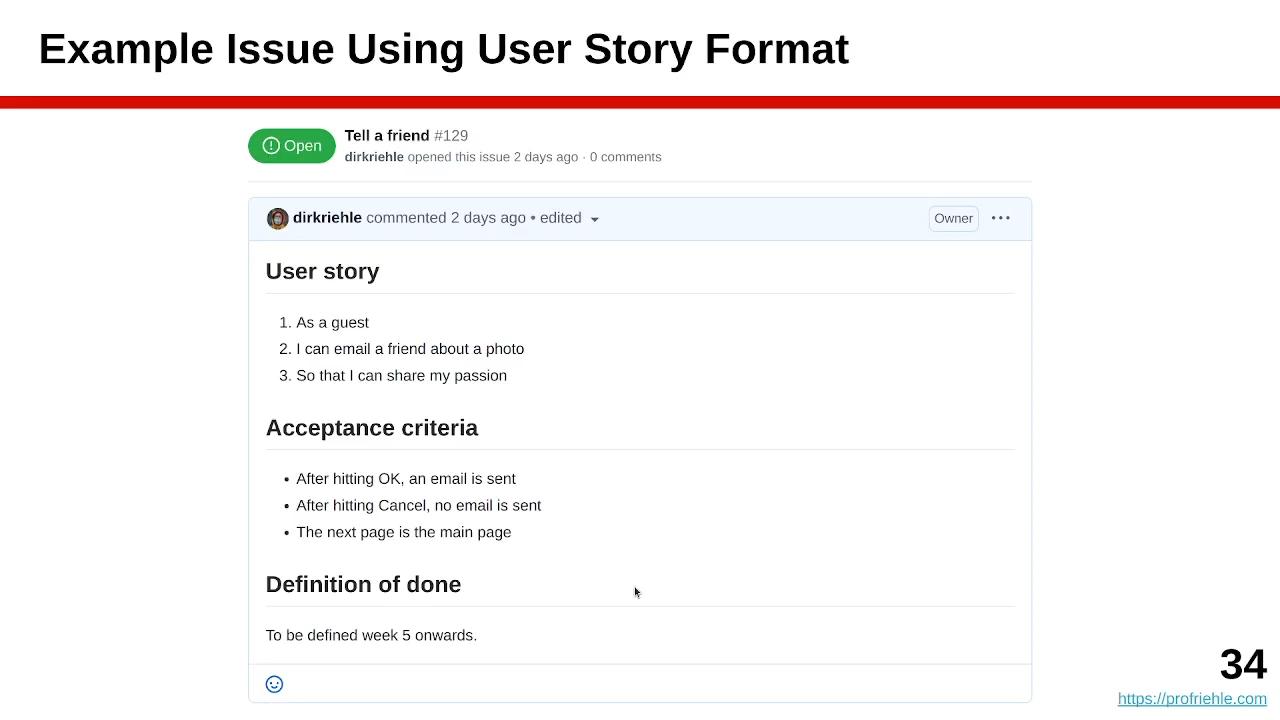 Example Issue Using User Story Format
Open
Tell a friend #129
dirkriehle opened this issue 2 days ago · 0 comments
dirkriehle commented 2 days ago • edited
Owner
User story
1. As a guest
2. I can email a friend about a photo
3. So that I can share my passion
Acceptance criteria
• After hitting OK, an email is sent
• After hitting Cancel, no email is sent
• The next page is the main page
Definition of done
To be defined week 5 onwards.
34
https://profriehle.com